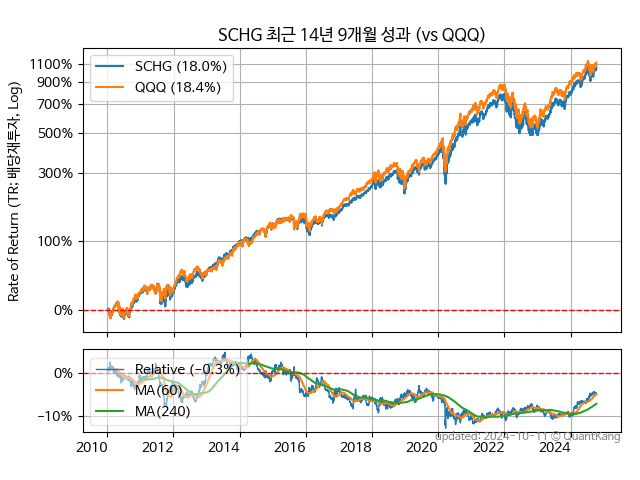 SCHG 최근 14년 9개월 성과 (vs QQQ)
Rate of Return (TR; 배당재투자, Log)
1100%
900%
700%
500%
300%
100%
0%
SCHG (18.0%)
QQQ (18.4%)
0%
−10%
Relative (−0.3%)
MA(60)
MA(240)
2010 2012 2014 2016 2018 2020 2022 2024
Updated: 2024-10-11 © QuantKang